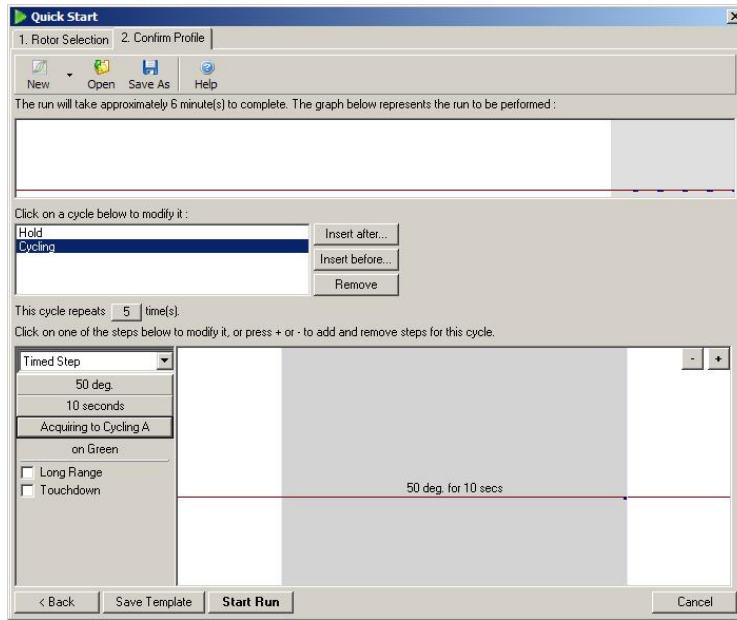 Quick Start
1. Rotor Selection 2. Confirm Profile
New Open Save As Help
The run will take approximately 6 minute(s) to complete. The graph below represents the run to be performed :
Click on a cycle below to modify it :
Hold
Cycling
Insert after...
Insert before...
Remove
This cycle repeats 5 time(s).
Click on one of the steps below to modify it, or press + or - to add and remove steps for this cycle.
Timed Step
- +
50 deg.
10 seconds
Acquiring to Cycling A
on Green
Long Range
Touchdown
50 deg. for 10 secs
< Back Save Template Start Run Cancel